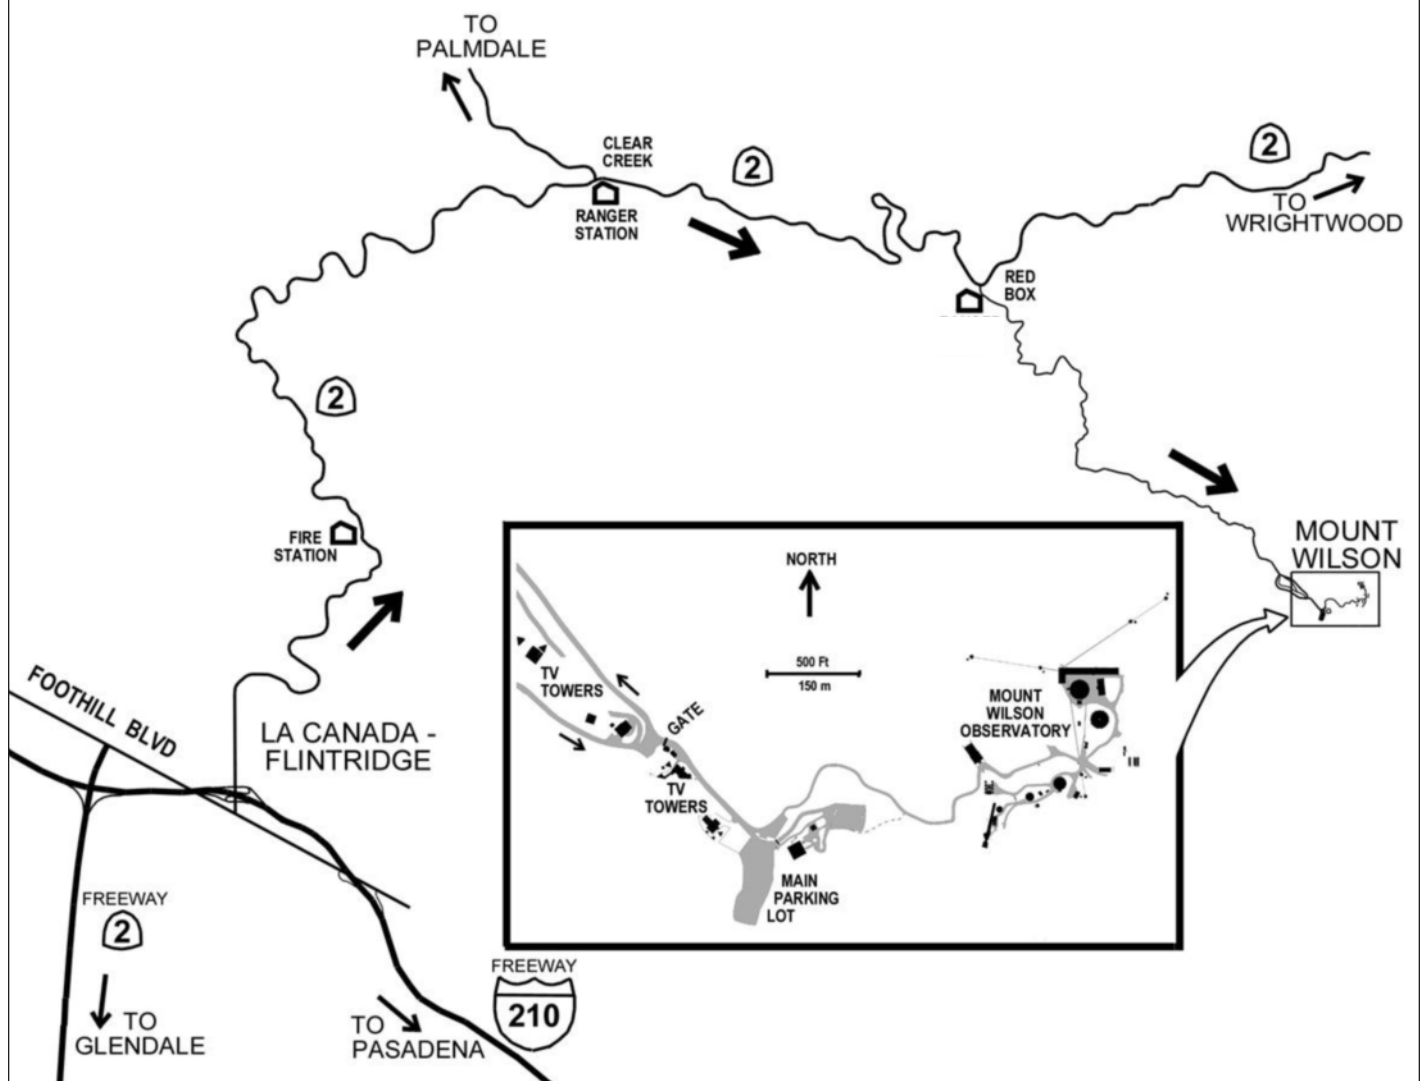 TO
PALMDALE
CLEAR
CREEK
2
2
TO
WRIGHTWOOD
RANGER
STATION
RED
BOX
2
FIRE
STATION
MOUNT
WILSON
NORTH
500 Ft
150 m
TV
TOWERS
GATE
MOUNT
WILSON
OBSERVATORY
TV
TOWERS
MAIN
PARKING
LOT
FOOTHILL BLVD
LA CANADA -
FLINTRIDGE
FREEWAY
2
TO
GLENDALE
TO
PASADENA
FREEWAY
210